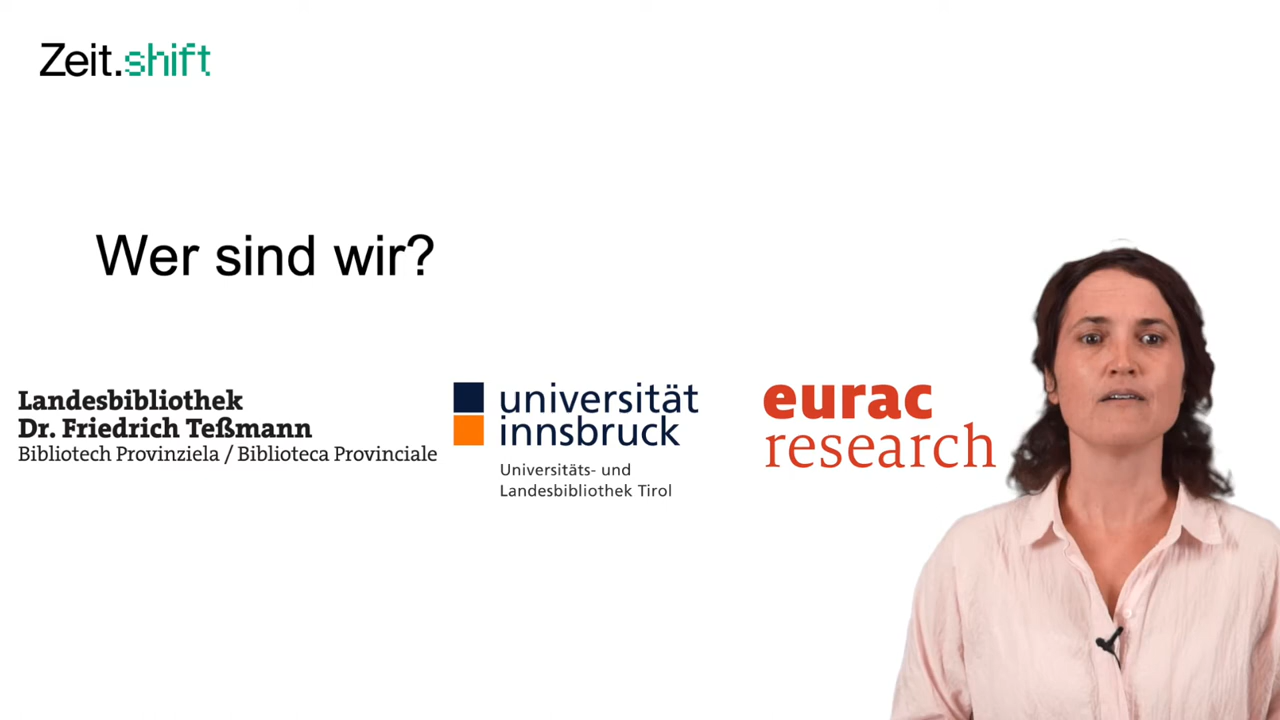 Zeit.shift
Wer sind wir?
Landesbibliothek
Dr. Friedrich Teßmann
Bibliotech Provinziela / Biblioteca Provinciale
universität
innsbruck
Universitäts- und
Landesbibliothek Tirol
eurac
research